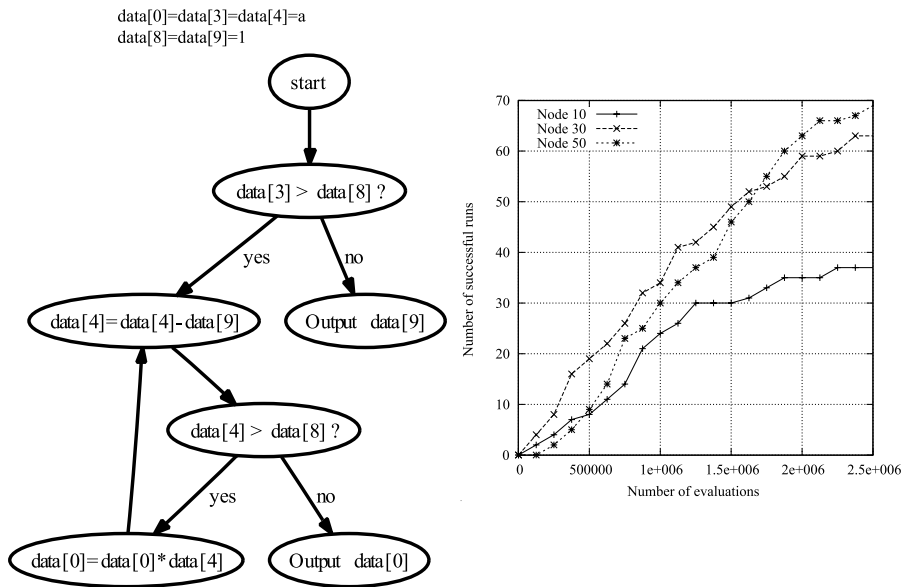 data[0]=data[3]=data[4]=a
data[8]=data[9]=1
start
data[3] > data[8] ?
yes
no
data[4]=data[4]-data[9]
Output data[9]
data[4] > data[8] ?
yes
no
data[0]=data[0]*data[4]
Output data[0]
Node 10
Node 30
Node 50
Number of successful runs
70
60
50
40
30
20
10
0
0
500000
1e+006
1.5e+006
2e+006
2.5e+006
Number of evaluations